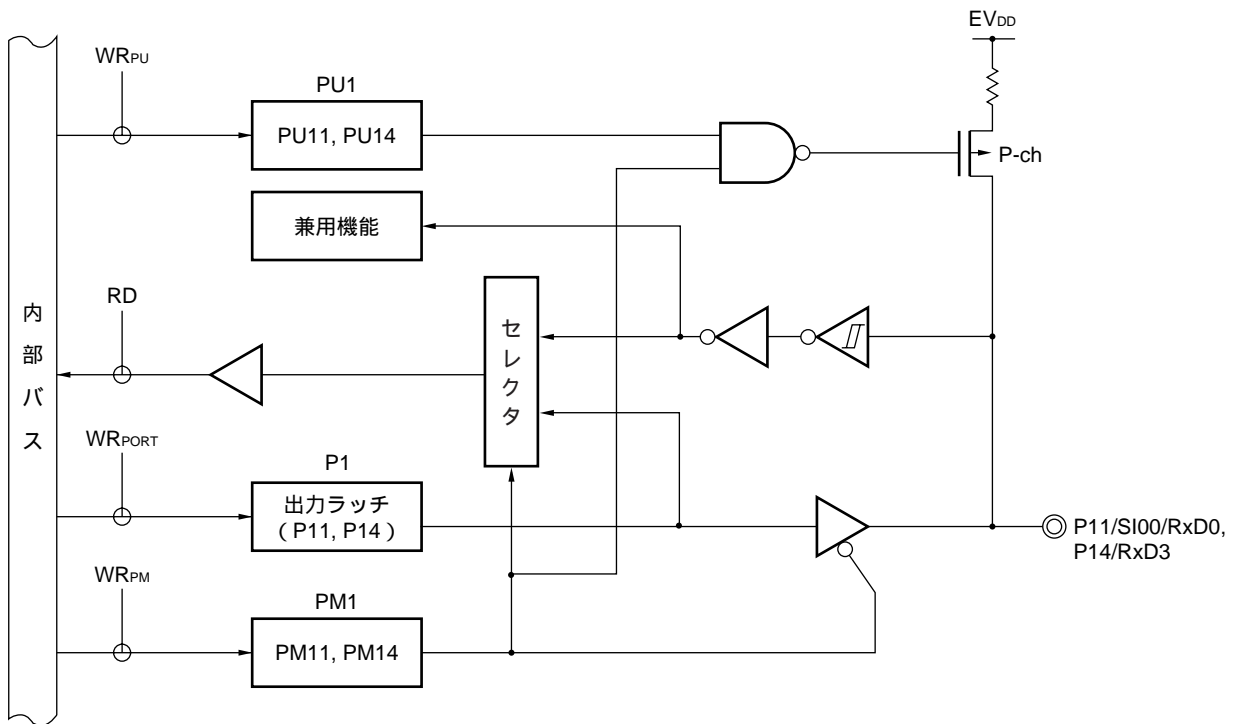 EVDD
WRPU
PU1
PU11, PU14
P-ch
兼用機能
RD
内部バス
セレクタ
WRPORT
P1
出力ラッチ
(P11, P14)
P11/SI00/RxD0,
P14/RxD3
WRPM
PM1
PM11, PM14